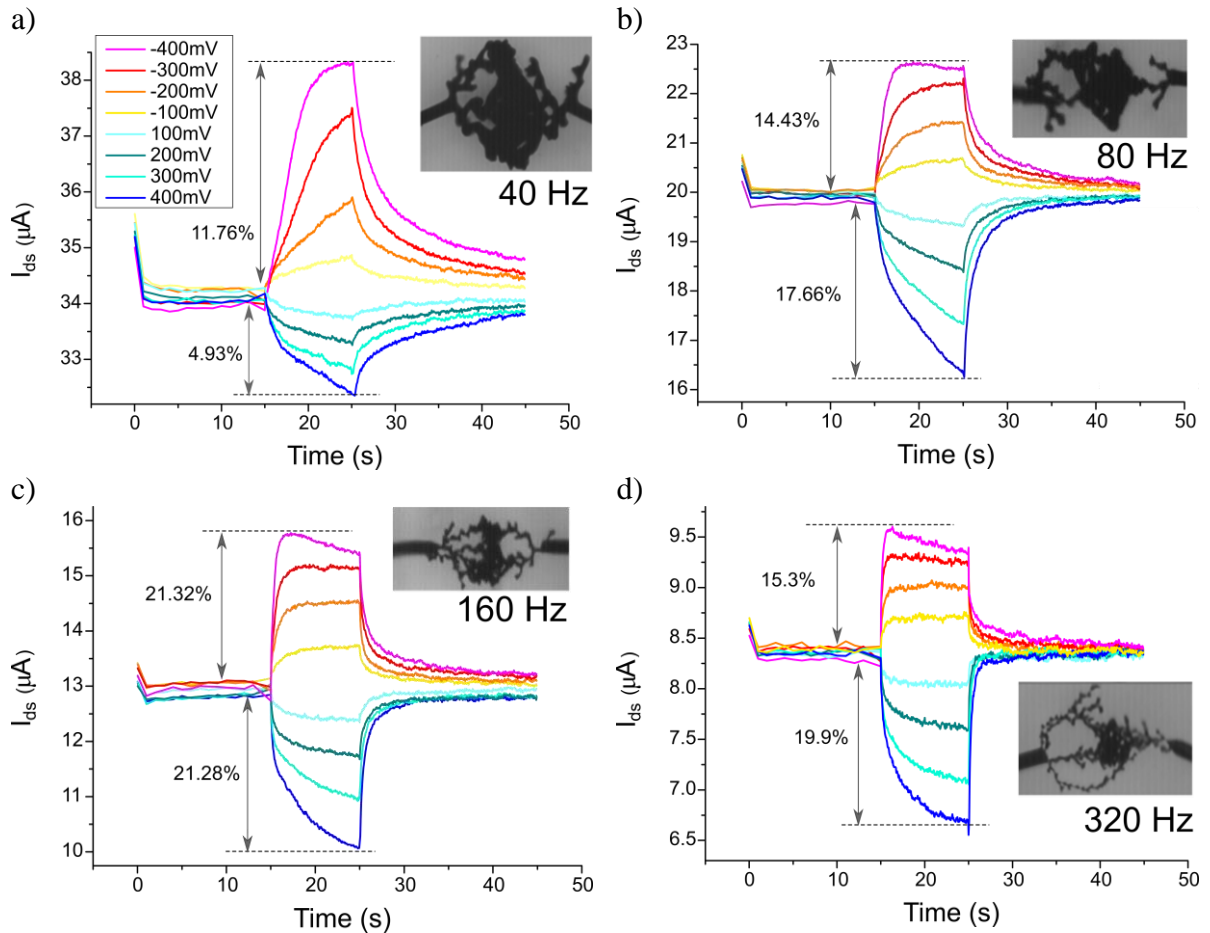 a)
-400mV
-300mV
-200mV
-100mV
100mV
200mV
300mV
400mV
38
37
36
35
34
33
11.76%
4.93%
40 Hz
Ids (µA)
0 10 20 30 40 50
Time (s)
b)
23
22
21
20
19
18
17
16
14.43%
17.66%
80 Hz
Ids (µA)
0 10 20 30 40 50
Time (s)
c)
16
15
14
13
12
11
10
21.32%
21.28%
160 Hz
Ids (µA)
0 10 20 30 40 50
Time (s)
d)
9.5
9.0
8.5
8.0
7.5
7.0
6.5
15.3%
19.9%
320 Hz
Ids (µA)
0 10 20 30 40 50
Time (s)